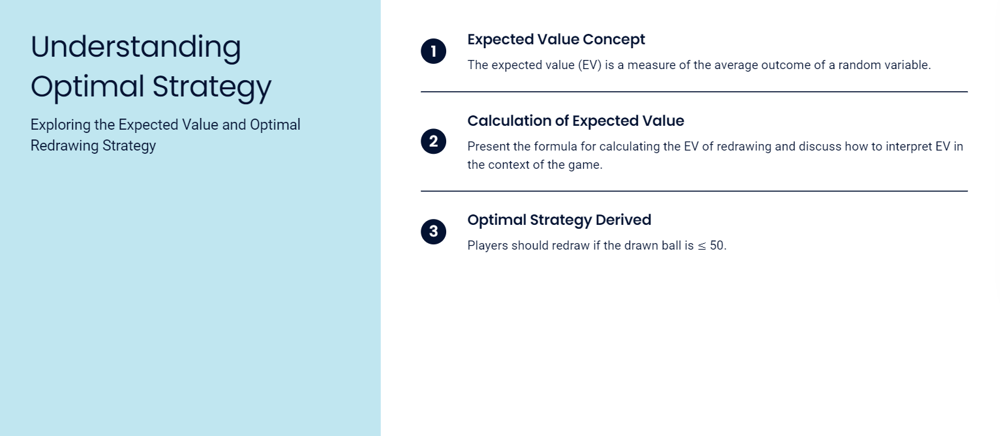 Understanding
Optimal Strategy
Exploring the Expected Value and Optimal
Redrawing Strategy
1
Expected Value Concept
The expected value (EV) is a measure of the average outcome of a random variable.
2
Calculation of Expected Value
Present the formula for calculating the EV of redrawing and discuss how to interpret EV in
the context of the game.
3
Optimal Strategy Derived
Players should redraw if the drawn ball is ≤ 50.